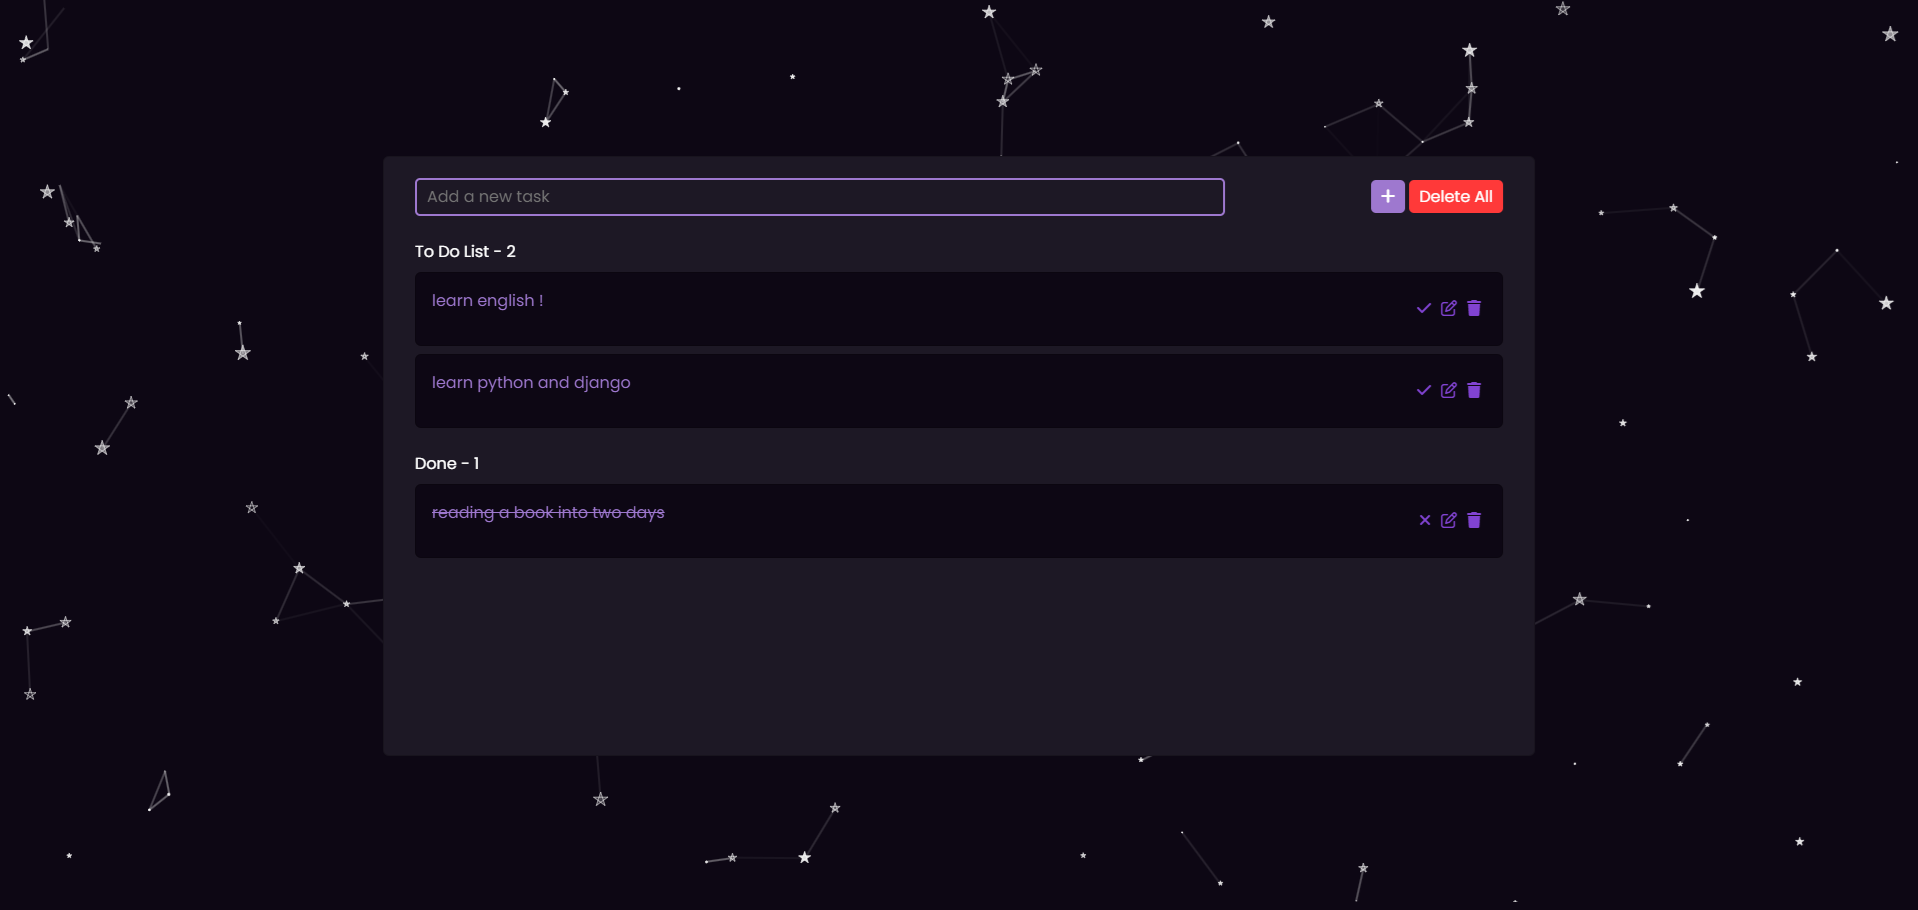 Add a new task
+ Delete All
To Do List - 2
learn english !
learn python and django
Done - 1
reading a book into two days